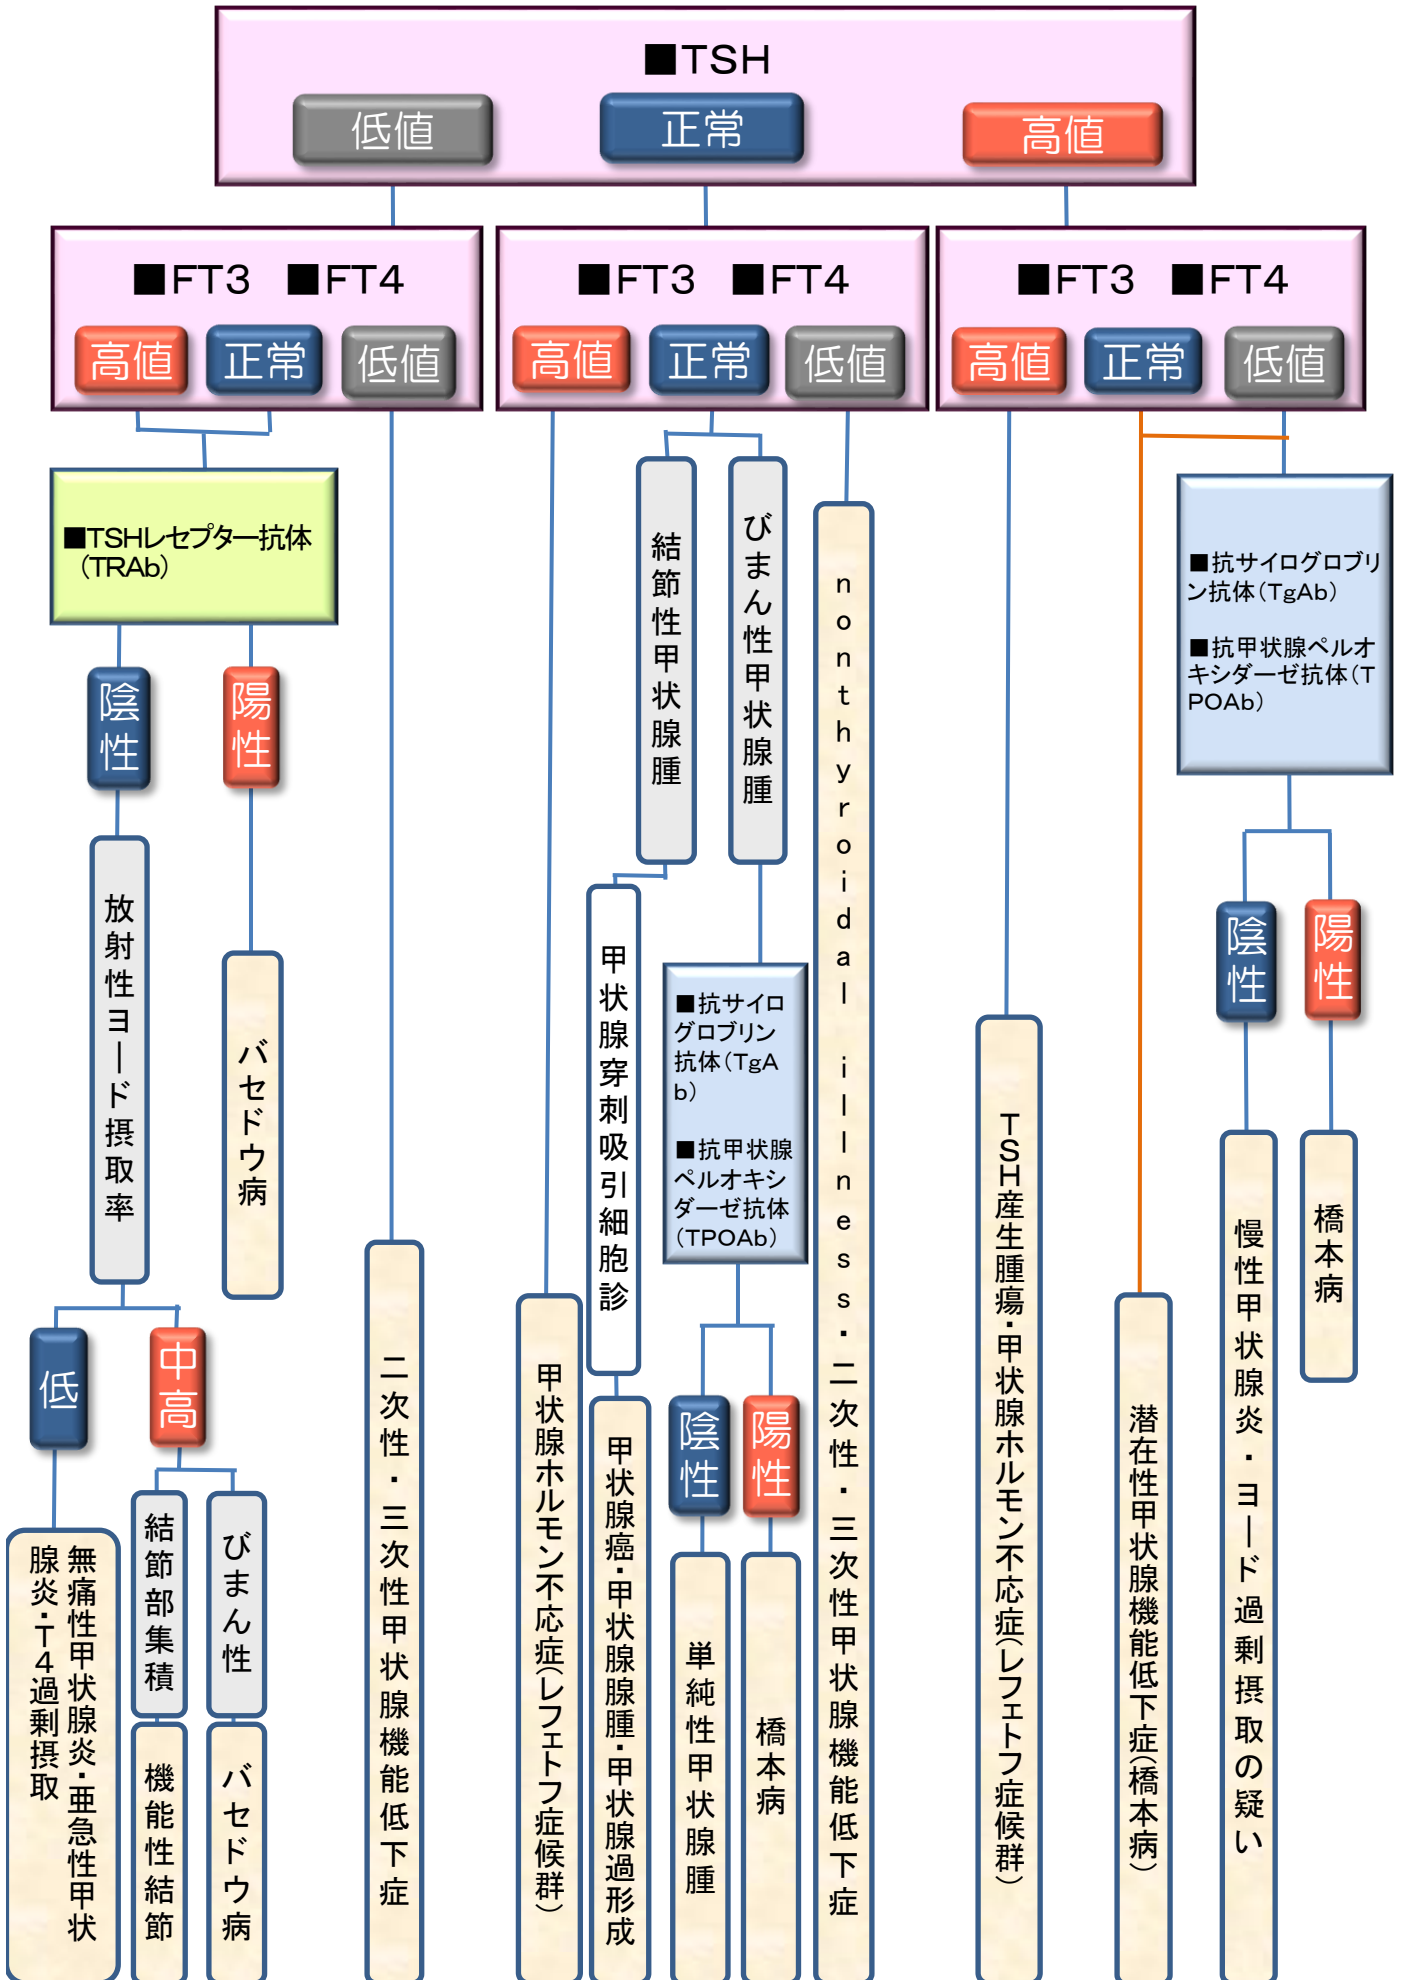 ■TSH
低値
正常
高値
■FT3 ■FT4
高値
正常
低値
■FT3 ■FT4
高値
正常
低値
■FT3 ■FT4
高値
正常
低値
■TSHレセプター抗体
(TRAb)
陰性
陽性
放射性ヨード摂取率
バセドウ病
低
中高
無痛性甲状腺炎・亜急性甲状
腺炎・T4過剰摂取
結節部集積
機能性結節
びまん性
バセドウ病
二次性・三次性甲状腺機能低下症
甲状腺ホルモン不応症(レフェトフ症候群)
結節性甲状腺腫
甲状腺穿刺吸引細胞診
甲状腺癌・甲状腺腺腫・甲状腺過形成
びまん性甲状腺腫
■抗サイロ
グロブリン
抗体(TgA
b)
■抗甲状腺
ペルオキシ
ダーゼ抗体
(TPOAb)
陰性
陽性
単純性甲状腺腫
橋本病
nonthyroidal illness・二次性・三次性甲状腺機能低下症
TSH産生腫瘍・甲状腺ホルモン不応症(レフェトフ症候群)
潜在性甲状腺機能低下症(橋本病)
■抗サイログロブリ
ン抗体(TgAb)
■抗甲状腺ペルオ
キシダーゼ抗体(T
POAb)
陰性
陽性
慢性甲状腺炎・ヨード過剰摂取の疑い
橋本病